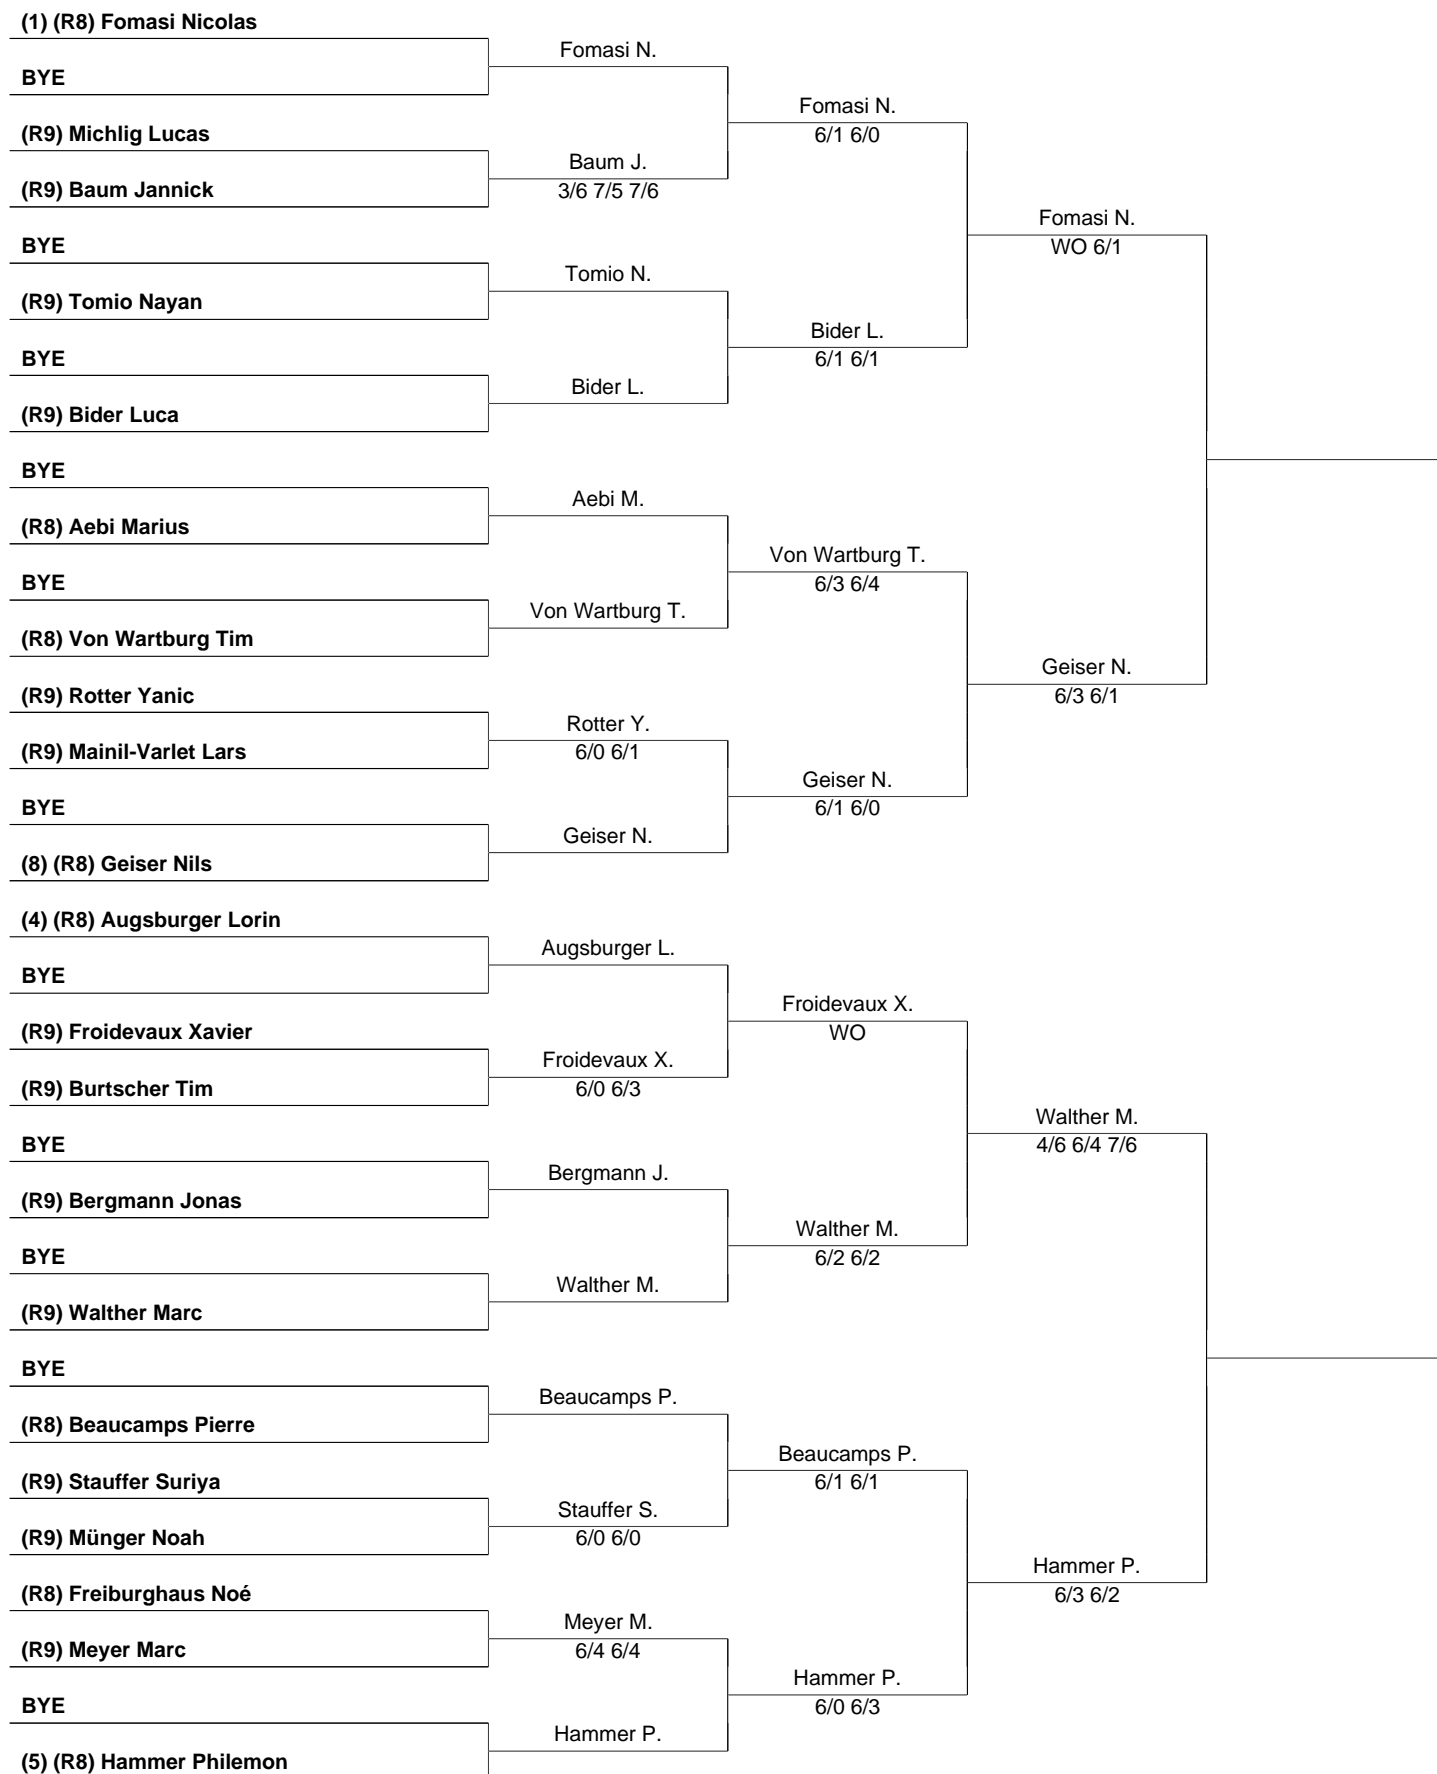 (1) (R8) Fomasi Nicolas
BYE
(R9) Michlig Lucas
(R9) Baum Jannick
BYE
(R9) Tomio Nayan
BYE
(R9) Bider Luca
BYE
(R8) Aebi Marius
BYE
(R8) Von Wartburg Tim
(R9) Rotter Yanic
(R9) Mainil-Varlet Lars
BYE
(8) (R8) Geiser Nils
(4) (R8) Augsburger Lorin
BYE
(R9) Froidevaux Xavier
(R9) Burtscher Tim
BYE
(R9) Bergmann Jonas
BYE
(R9) Walther Marc
BYE
(R8) Beaucamps Pierre
(R9) Stauffer Suriya
(R9) Münger Noah
(R8) Freiburghaus Noé
(R9) Meyer Marc
BYE
(5) (R8) Hammer Philemon
Fomasi N.
Baum J.
3/6 7/5 7/6
Tomio N.
Bider L.
Aebi M.
Von Wartburg T.
Rotter Y.
6/0 6/1
Geiser N.
Augsburger L.
Froidevaux X.
6/0 6/3
Bergmann J.
Walther M.
Beaucamps P.
Stauffer S.
6/0 6/0
Meyer M.
6/4 6/4
Hammer P.
Fomasi N.
6/1 6/0
Bider L.
6/1 6/1
Von Wartburg T.
6/3 6/4
Geiser N.
6/1 6/0
Froidevaux X.
WO
Walther M.
6/2 6/2
Beaucamps P.
6/1 6/1
Hammer P.
6/0 6/3
Fomasi N.
WO 6/1
Geiser N.
6/3 6/1
Walther M.
4/6 6/4 7/6
Hammer P.
6/3 6/2